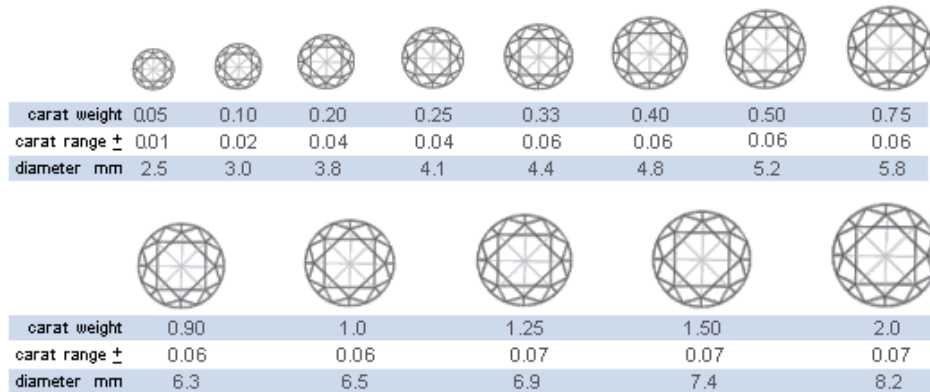 carat weight 0.05 0.10 0.20 0.25 0.33 0.40 0.50 0.75
carat range ± 0.01 0.02 0.04 0.04 0.06 0.06 0.06 0.06
diameter mm 2.5 3.0 3.8 4.1 4.4 4.8 5.2 5.8
carat weight 0.90 1.0 1.25 1.50 2.0
carat range ± 0.06 0.06 0.07 0.07 0.07
diameter mm 6.3 6.5 6.9 7.4 8.2